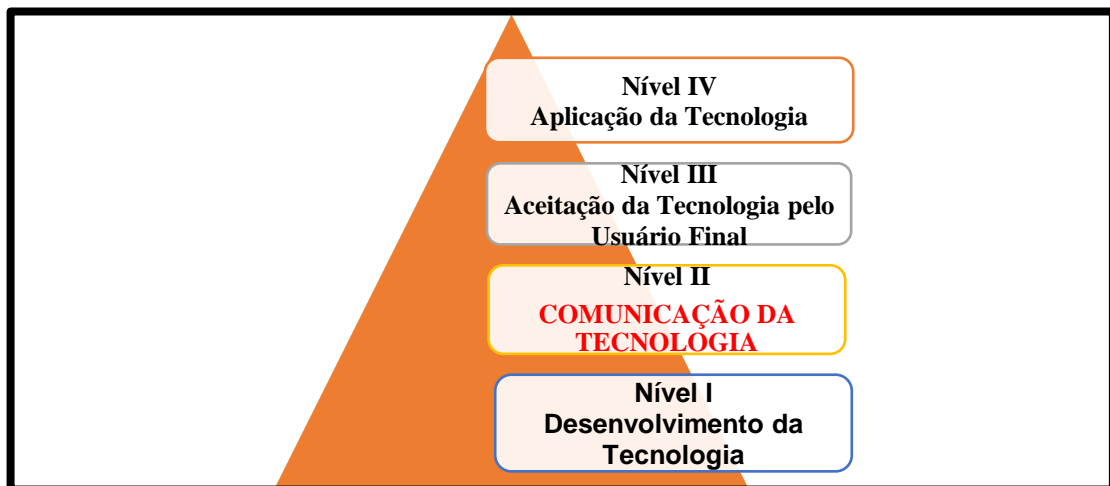 Nível IV
Aplicação da Tecnologia
Nível III
Aceitação da Tecnologia pelo
Usuário Final
Nível II
COMUNICAÇÃO DA
TECNOLOGIA
Nível I
Desenvolvimento da
Tecnologia